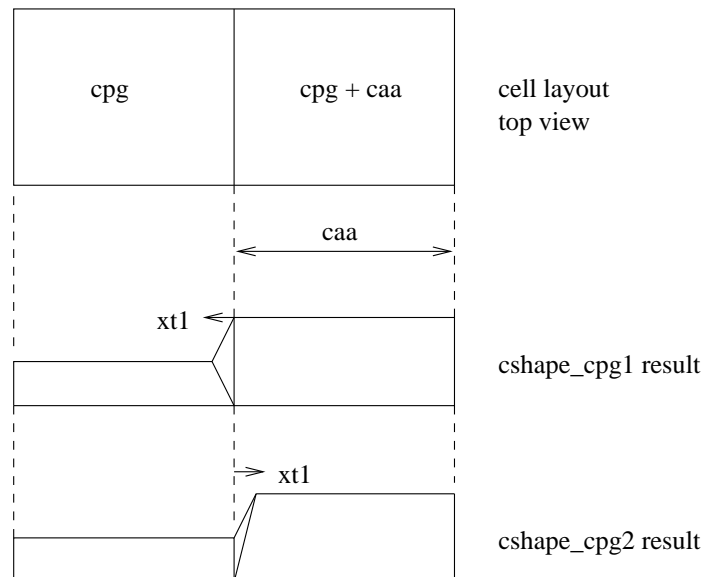 cpg
cpg + caa
cell layout
top view
caa
xt1
cshape_cpg1 result
xt1
cshape_cpg2 result